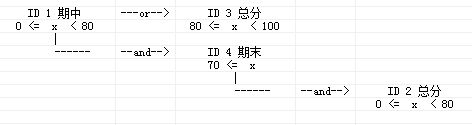 ID 1 期中 ---or---> ID 3 总分
0 <= x < 80 80 <= x < 100
|
------ --and--> ID 4 期末
70 <= x
|
------ --and--> ID 2 总分
0 <= x < 80